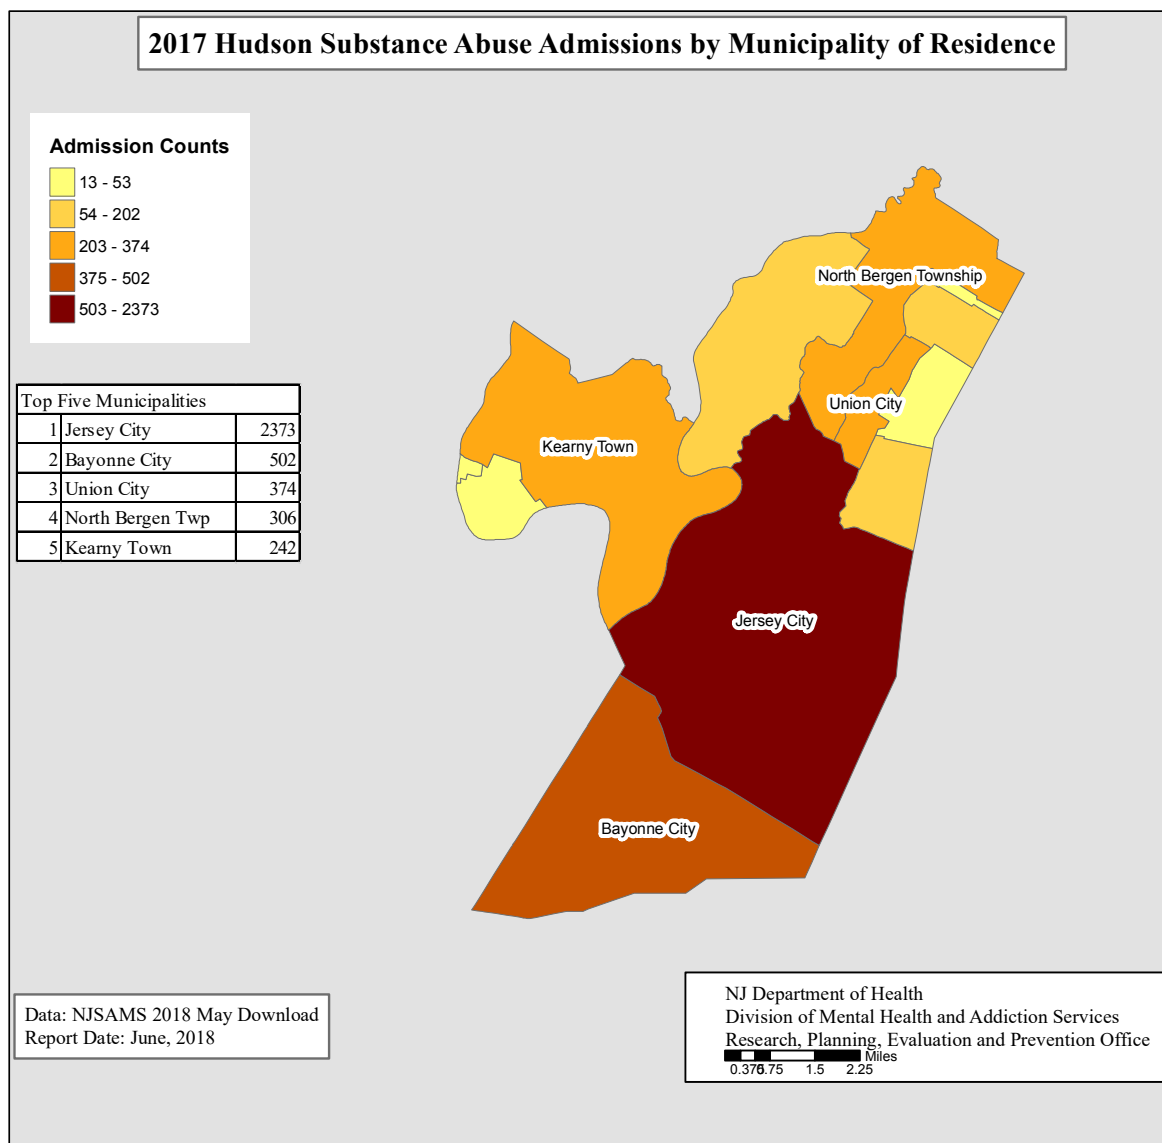 2017 Hudson Substance Abuse Admissions by Municipality of Residence
Admission Counts
13 - 53
54 - 202
203 - 374
375 - 502
503 - 2373
Top Five Municipalities
1 Jersey City 2373
2 Bayonne City 502
3 Union City 374
4 North Bergen Twp 306
5 Kearny Town 242
North Bergen Township
Union City
Kearny Town
Jersey City
Bayonne City
Data: NJSAMS 2018 May Download
Report Date: June, 2018
NJ Department of Health
Division of Mental Health and Addiction Services
Research, Planning, Evaluation and Prevention Office
Miles
0.375 0.75 1.5 2.25